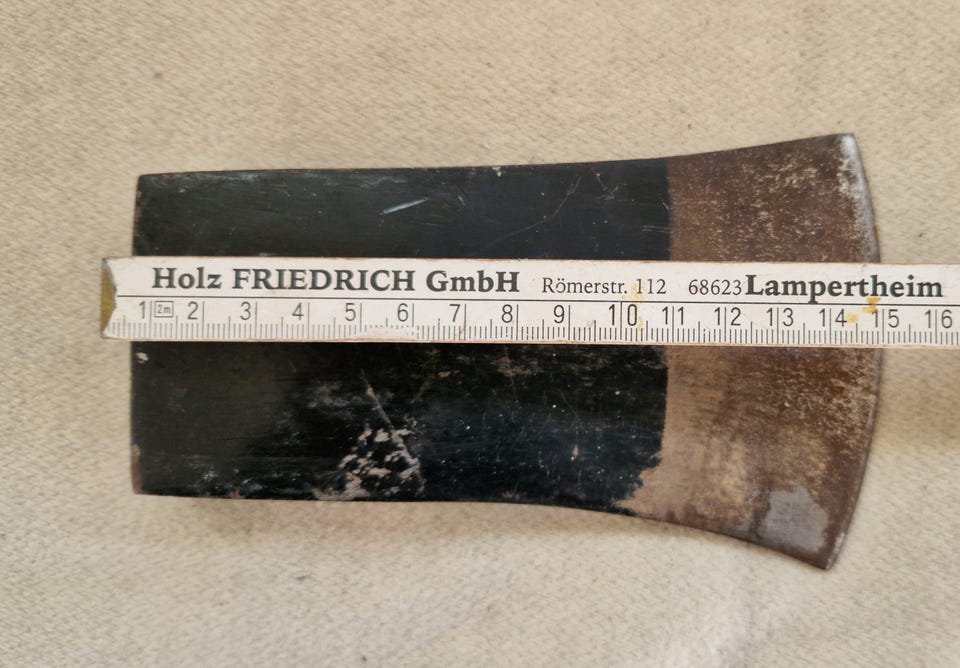 Holz FRIEDRICH GmbH Römerstr. 112 68623 Lampertheim
1 2m 2 3 4 5 6 7 8 9 10 11 12 13 14 15 16